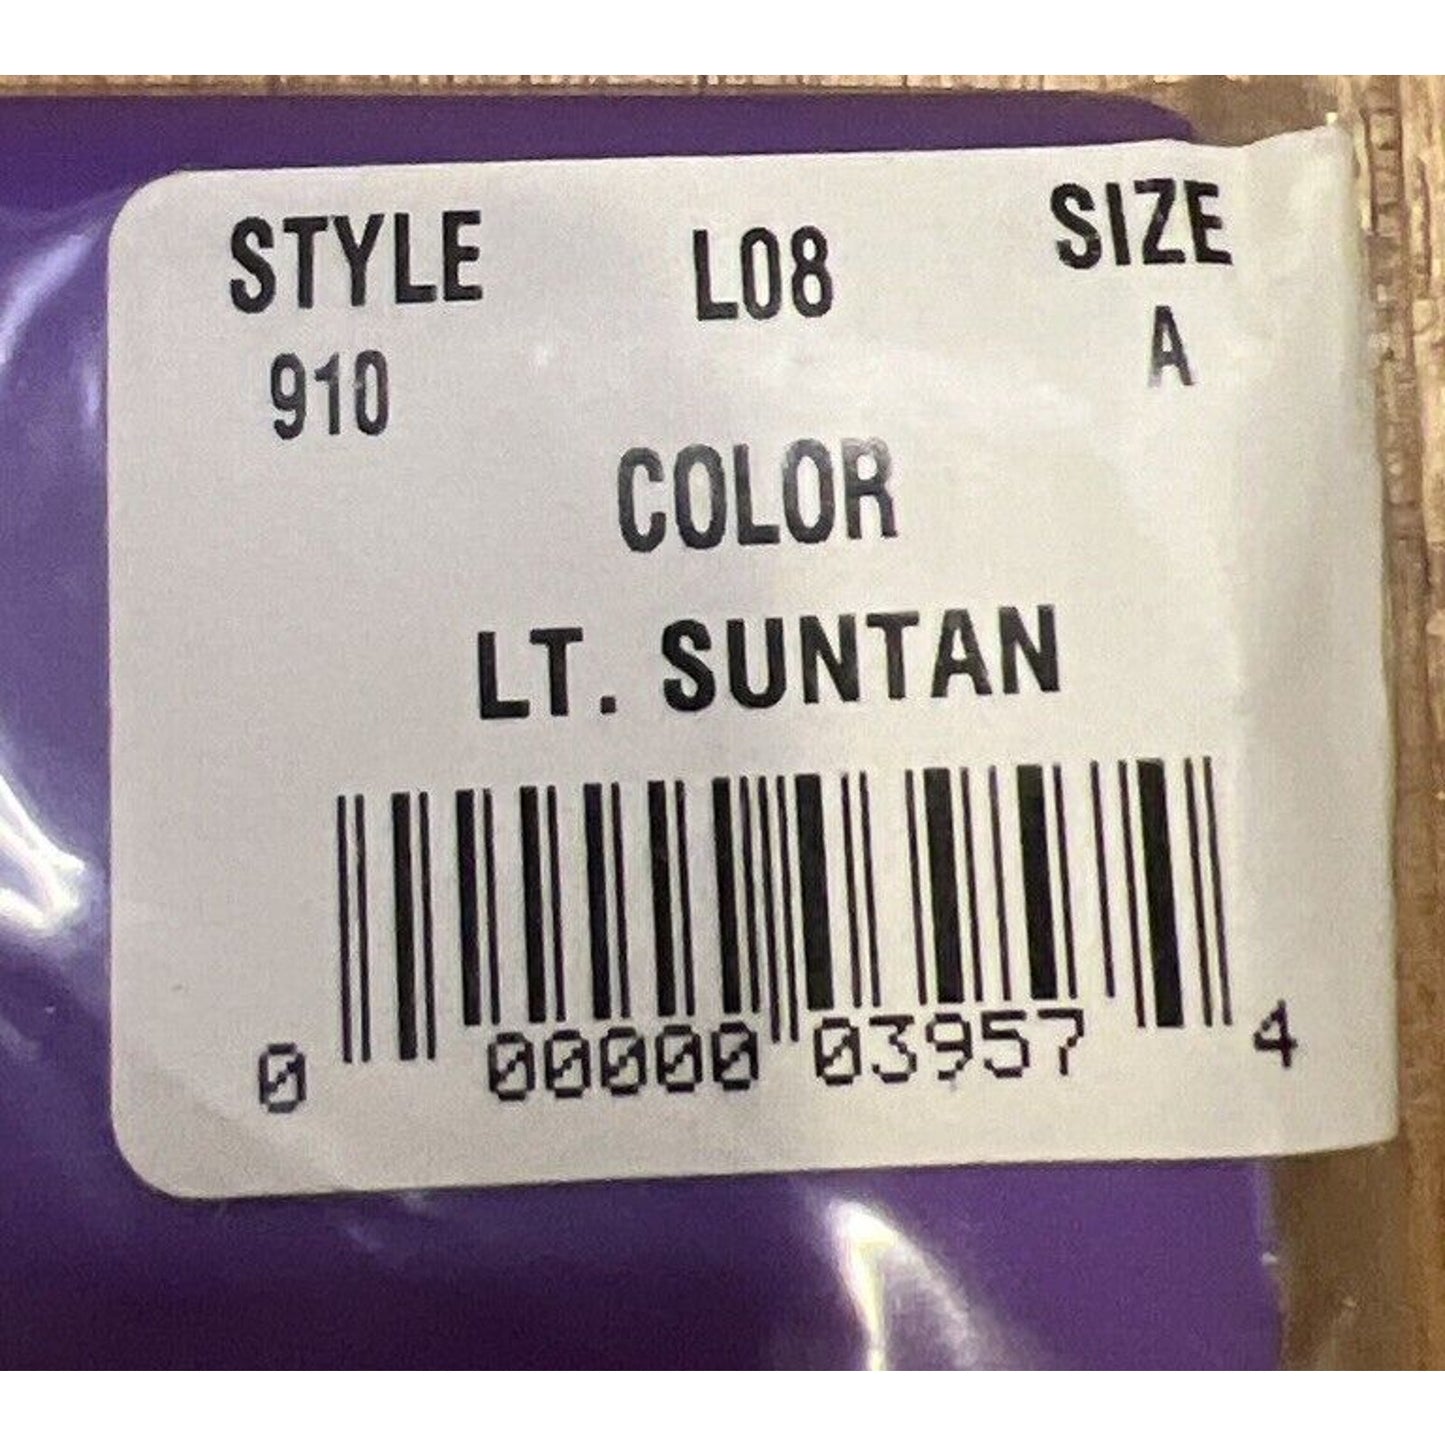 STYLE L08 SIZE
910 A
COLOR
LT. SUNTAN
0 00000 03957 4